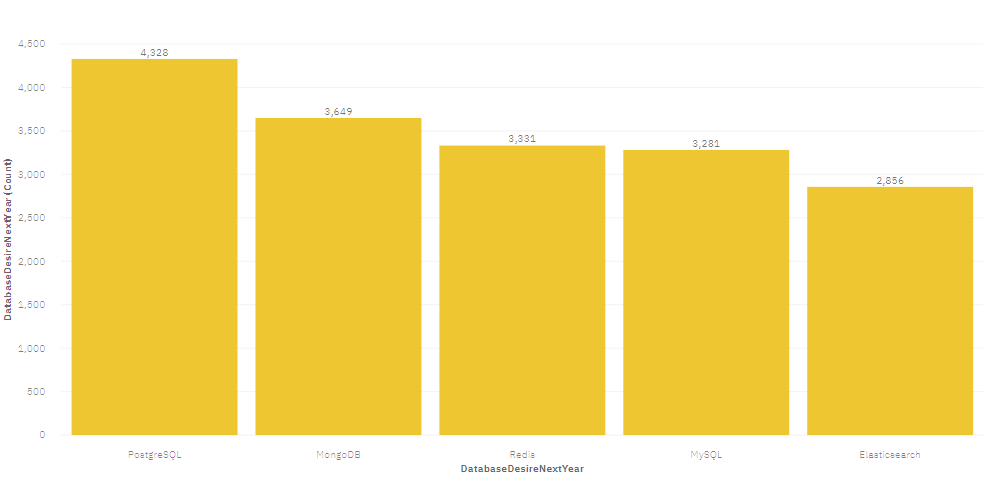 4,500
4,000
3,500
3,000
2,500
2,000
1,500
1,000
500
0
DatabaseDesireNextYear (Count)
4,328
3,649
3,331
3,281
2,856
PostgreSQL
MongoDB
Redis
MySQL
Elasticsearch
DatabaseDesireNextYear